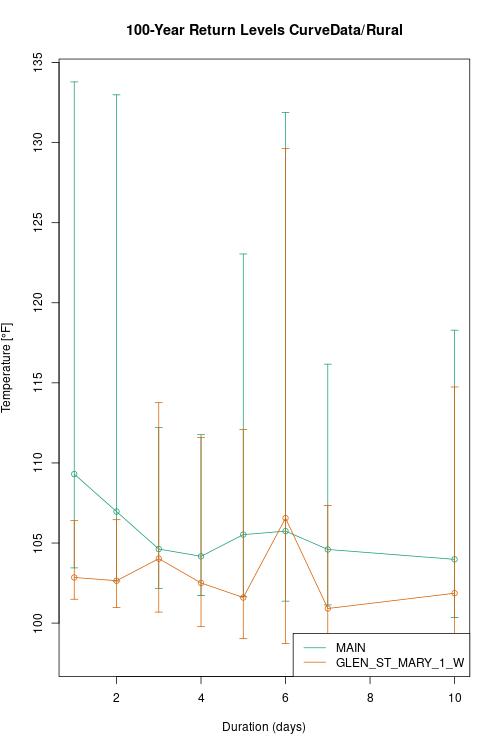 100-Year Return Levels CurveData/Rural
Temperature [°F]
135
130
125
120
115
110
105
100
2
4
6
8
10
Duration (days)
MAIN
GLEN_ST_MARY_1_W